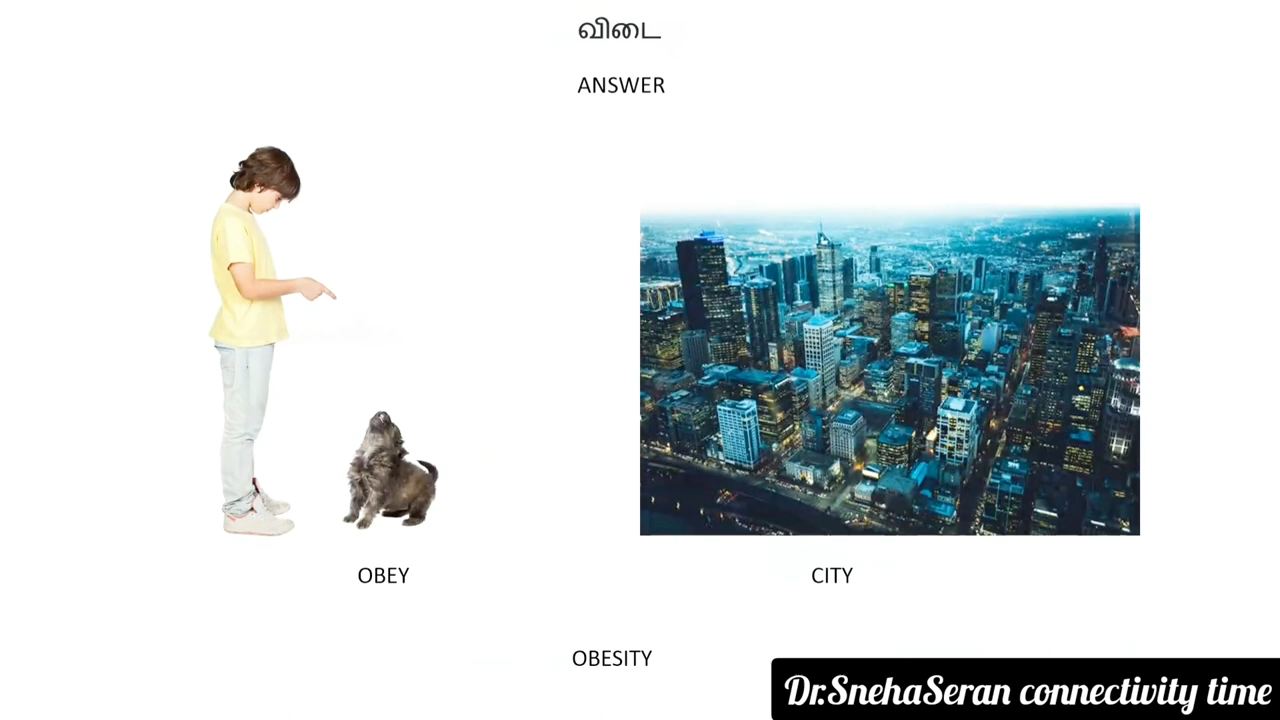 விடை
ANSWER
OBEY
CITY
OBESITY
Dr.SnehaSeran connectivity time